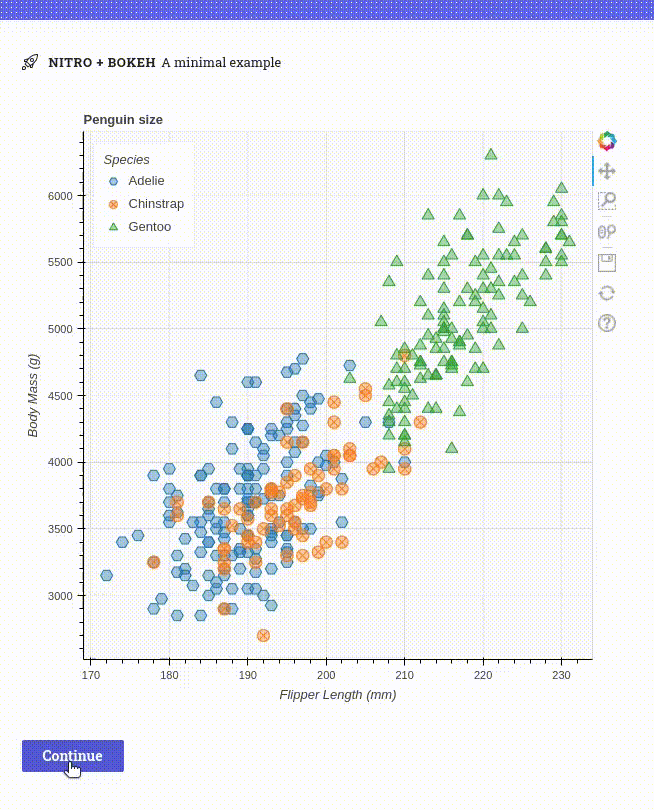 NITRO + BOKEH A minimal example
Penguin size
Species
Adelie
Chinstrap
Gentoo
6000
5500
5000
4500
4000
3500
3000
Body Mass (g)
170 180 190 200 210 220 230
Flipper Length (mm)
Continue